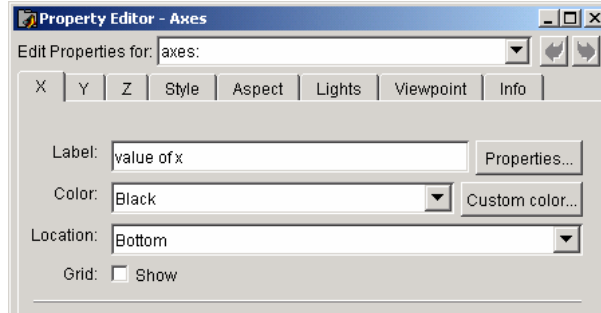 Property Editor - Axes
Edit Properties for: axes:
X Y Z Style Aspect Lights Viewpoint Info
Label: value of x Properties...
Color: Black Custom color...
Location: Bottom
Grid: Show